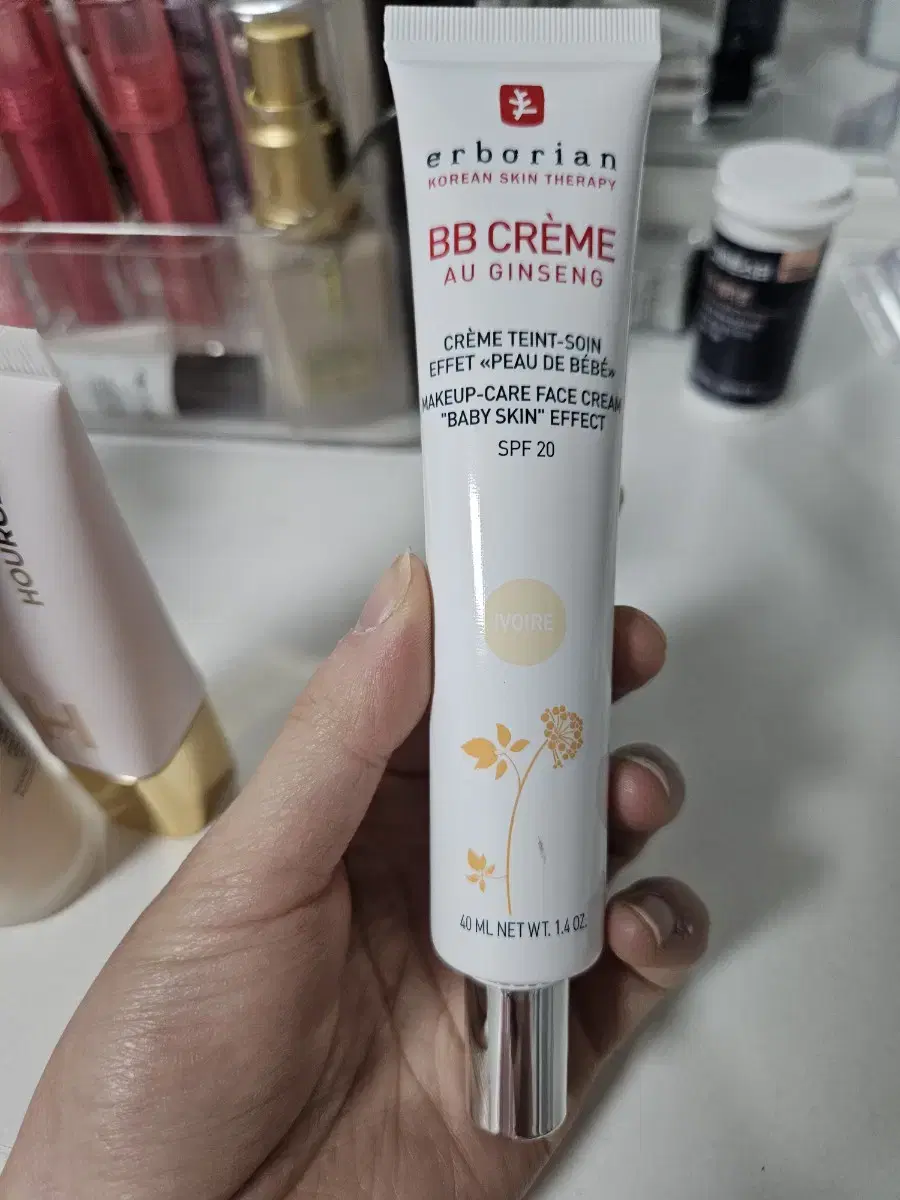 erborian
KOREAN SKIN THERAPY
BB CRÈME
AU GINSENG
CRÈME TEINT-SOIN
EFFET «PEAU DE BÉBÉ»
MAKEUP-CARE FACE CREAM
"BABY SKIN" EFFECT
SPF 20
IVOIRE
40 ML NET WT. 1.4 OZ.